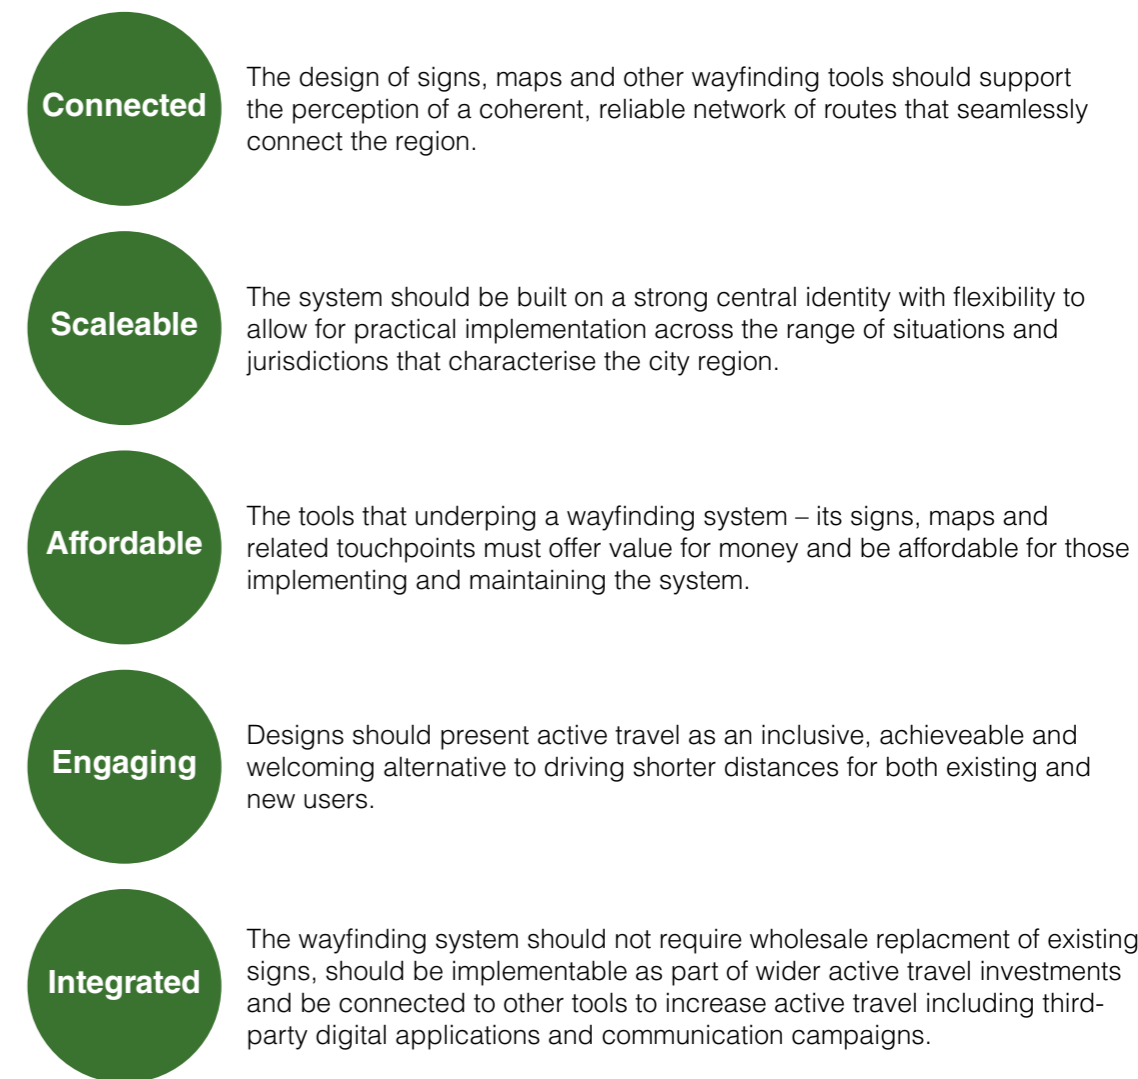 Connected
The design of signs, maps and other wayfinding tools should support
the perception of a coherent, reliable network of routes that seamlessly
connect the region.
Scaleable
The system should be built on a strong central identity with flexibility to
allow for practical implementation across the range of situations and
jurisdictions that characterise the city region.
Affordable
The tools that underping a wayfinding system – its signs, maps and
related touchpoints must offer value for money and be affordable for those
implementing and maintaining the system.
Engaging
Designs should present active travel as an inclusive, achieveable and
welcoming alternative to driving shorter distances for both existing and
new users.
Integrated
The wayfinding system should not require wholesale replacment of existing
signs, should be implementable as part of wider active travel investments
and be connected to other tools to increase active travel including third-
party digital applications and communication campaigns.